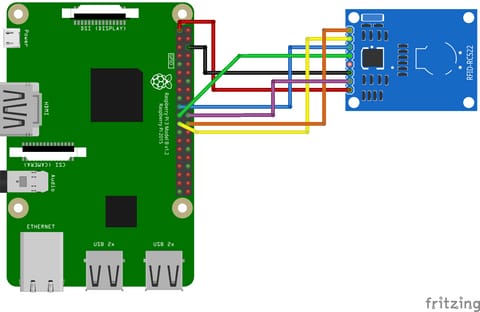 DSI (DISPLAY)
Power
GPIO
HDMI
Raspberry Pi 3 Model B v1.2
© Raspberry Pi 2015
CSI (CAMERA)
Audio
ETHERNET
USB 2x
USB 2x
RFID-RC522
fritzing